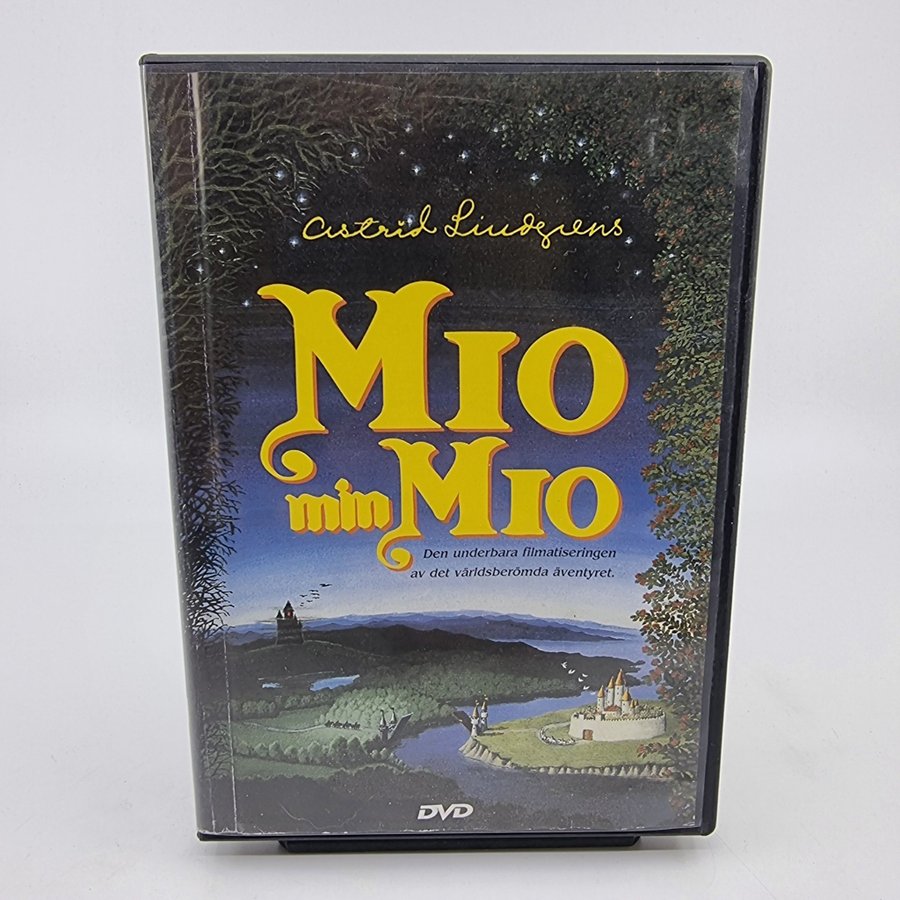 Astrid Lindgrens
MIO
min MIO
Den underbara filmatiseringen
av det världsberömda äventyret.
DVD